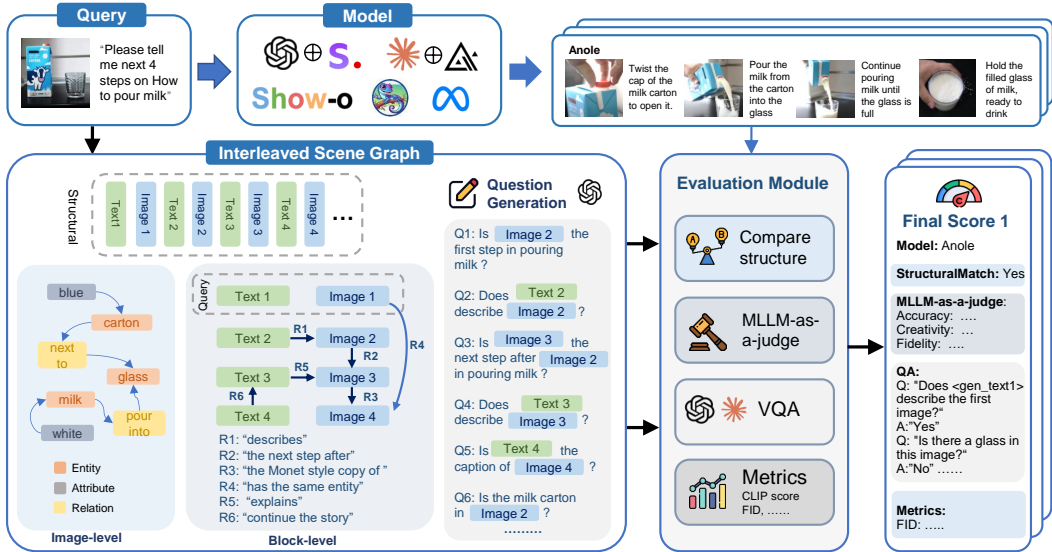 Query
"Please tell
me next 4
steps on How
to pour milk"
Model
S.
Show-o
Anole
Twist the
cap of the
milk carton
to open it.
Pour the
milk from
the carton
into the
glass
Continue
pouring
milk until
the glass is
full
Hold the
filled glass
of milk,
ready to
drink
Interleaved Scene Graph
Structural
Text1
Image 1
Text 2
Image 2
Text 3
Image 3
Text 4
Image 4
...
blue
carton
next to
glass
milk
pour into
white
Entity
Attribute
Relation
Image-level
Query
Text 1
Image 1
Text 2
R1
Image 2
R2
R4
Text 3
R5
Image 3
R6
R3
Text 4
Image 4
R1: "describes"
R2: "the next step after"
R3: "the Monet style copy of "
R4: "has the same entity"
R5: "explains"
R6: "continue the story"
Block-level
Question
Generation
Q1: Is Image 2 the
first step in pouring
milk ?
Q2: Does Text 2
describe Image 2 ?
Q3: Is Image 3 the
next step after Image 2
in pouring milk ?
Q4: Does Text 3
describe Image 3 ?
Q5: Is Text 4 the
caption of Image 4 ?
Q6: Is the milk carton
in Image 2 ?
.........
Evaluation Module
A
B
Compare
structure
MLLM-as-
a-judge
VQA
Metrics
CLIP score
FID, ......
C
Final Score 1
Model: Anole
StructuralMatch: Yes
MLLM-as-a-judge:
Accuracy: ....
Creativity: ...
Fidelity: ....
QA:
Q: "Does <gen_text1>
describe the first
image?"
A:"Yes"
Q: "Is there a glass in
this image?"
A:"No" ......
Metrics:
FID: .....